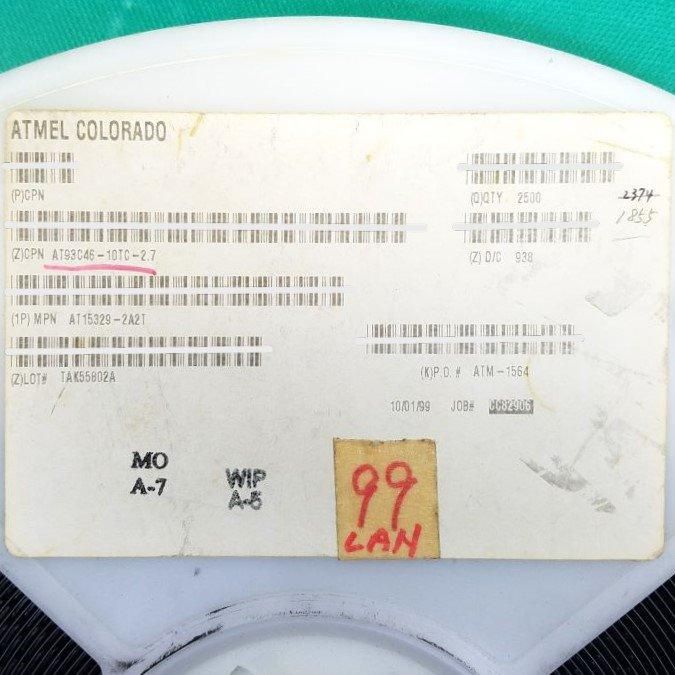 ATMEL COLORADO
(P)CPN
(Q)QTY 2500
2374
1855
(Z)CPN AT93C46-10TC-2.7
(Z) D/C 938
(1P) MPN AT15329-2A2T
(Z)LOT# TAK55802A
(K)P.O.# ATM-1564
10/01/99 JOB# CC82906
MO
A-7
WIP
A-5
99
LAN